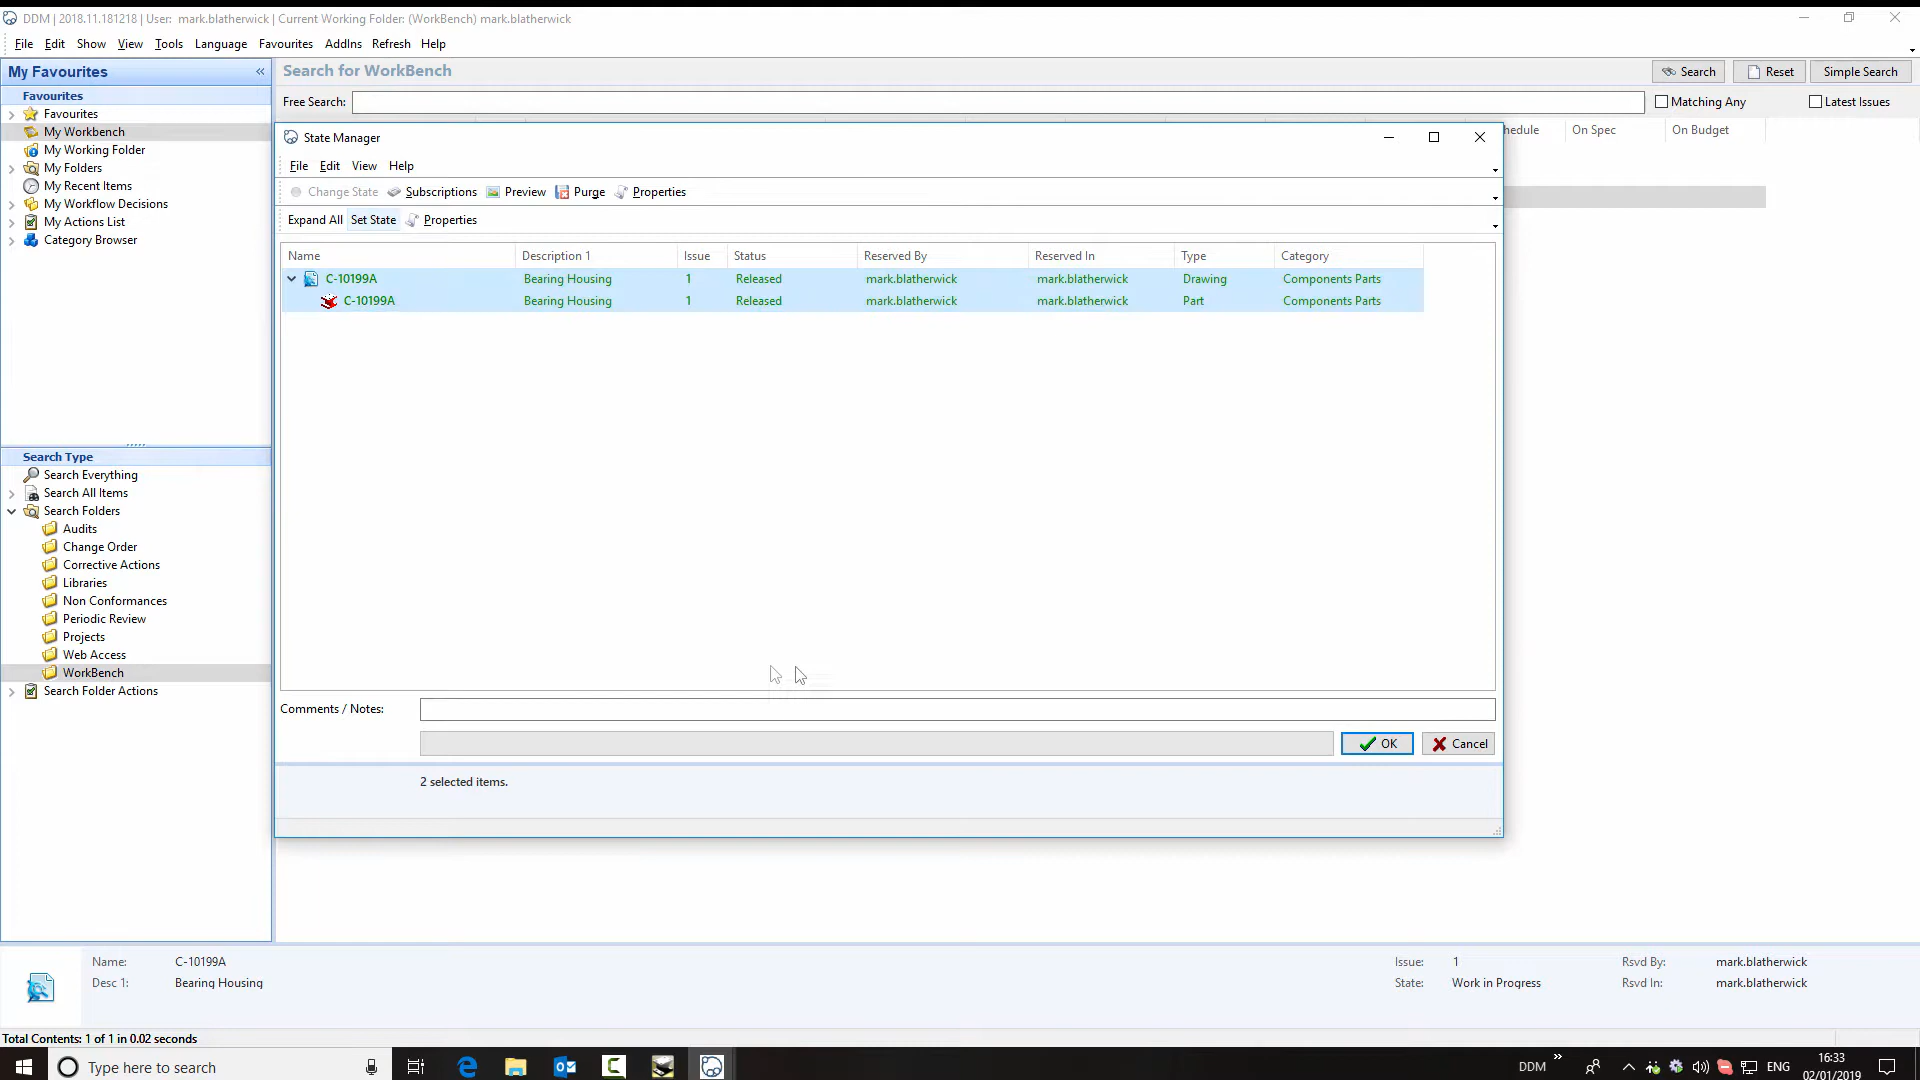 DDM | 2018.11.181218 | User: mark.blatherwick | Current Working Folder: (WorkBench) mark.blatherwick
File Edit Show View Tools Language Favourites AddIns Refresh Help
My Favourites «
Search for WorkBench
Search Reset Simple Search
Favourites
Free Search:
Matching Any Latest Issues
Favourites
My Workbench
My Working Folder
My Folders
My Recent Items
My Workflow Decisions
My Actions List
Category Browser
hedule On Spec On Budget
State Manager
File Edit View Help
Change State Subscriptions Preview Purge Properties
Expand All Set State Properties
Name Description 1 Issue Status Reserved By Reserved In Type Category
C-10199A Bearing Housing 1 Released mark.blatherwick mark.blatherwick Drawing Components Parts
C-10199A Bearing Housing 1 Released mark.blatherwick mark.blatherwick Part Components Parts
Search Type
Search Everything
Search All Items
Search Folders
Audits
Change Order
Corrective Actions
Libraries
Non Conformances
Periodic Review
Projects
Web Access
WorkBench
Search Folder Actions
Comments / Notes:
OK Cancel
2 selected items.
Name: C-10199A Issue: 1 Rsvd By: mark.blatherwick
Desc 1: Bearing Housing State: Work in Progress Rsvd In: mark.blatherwick
Total Contents: 1 of 1 in 0.02 seconds
Type here to search
DDM » ENG
16:33
02/01/2019